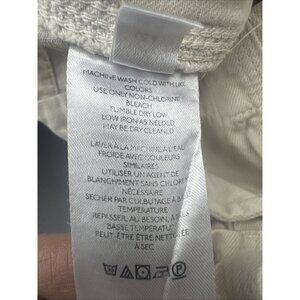 MACHINE WASH COLD WITH LIKE
COLORS
USE ONLY NON-CHLORINE
BLEACH
TUMBLE DRY LOW
LOW IRON AS NEEDED
MAY BE DRY CLEANED
LAVER À LA MACHINE À L'EAU
FROIDE AVEC COULEURS
SIMILAIRES
UTILISER UN AGENT DE
BLANCHIMENT SANS CHLORE
NÉCESSAIRE
SECHER PAR CULBUTAGE À BASSE
TEMPERATURE
REPASSER, AU BESOIN, À
BASSE TEMPERATURE
PEUT-ÊTRE ÊTRE NETTOYÉ
À SEC
P